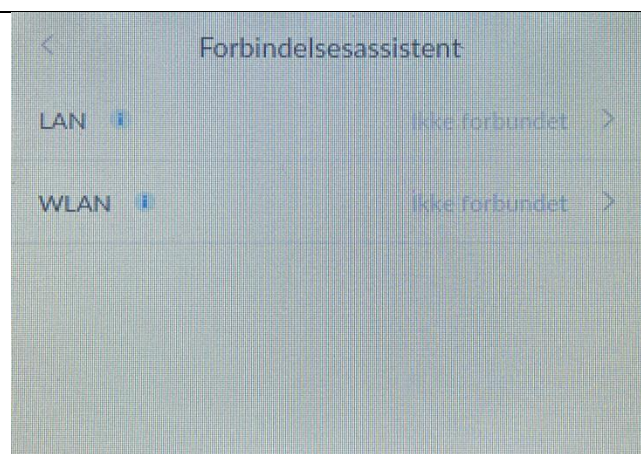 Forbindelsesassistent
LAN i Ikke forbundet
WLAN i Ikke forbundet